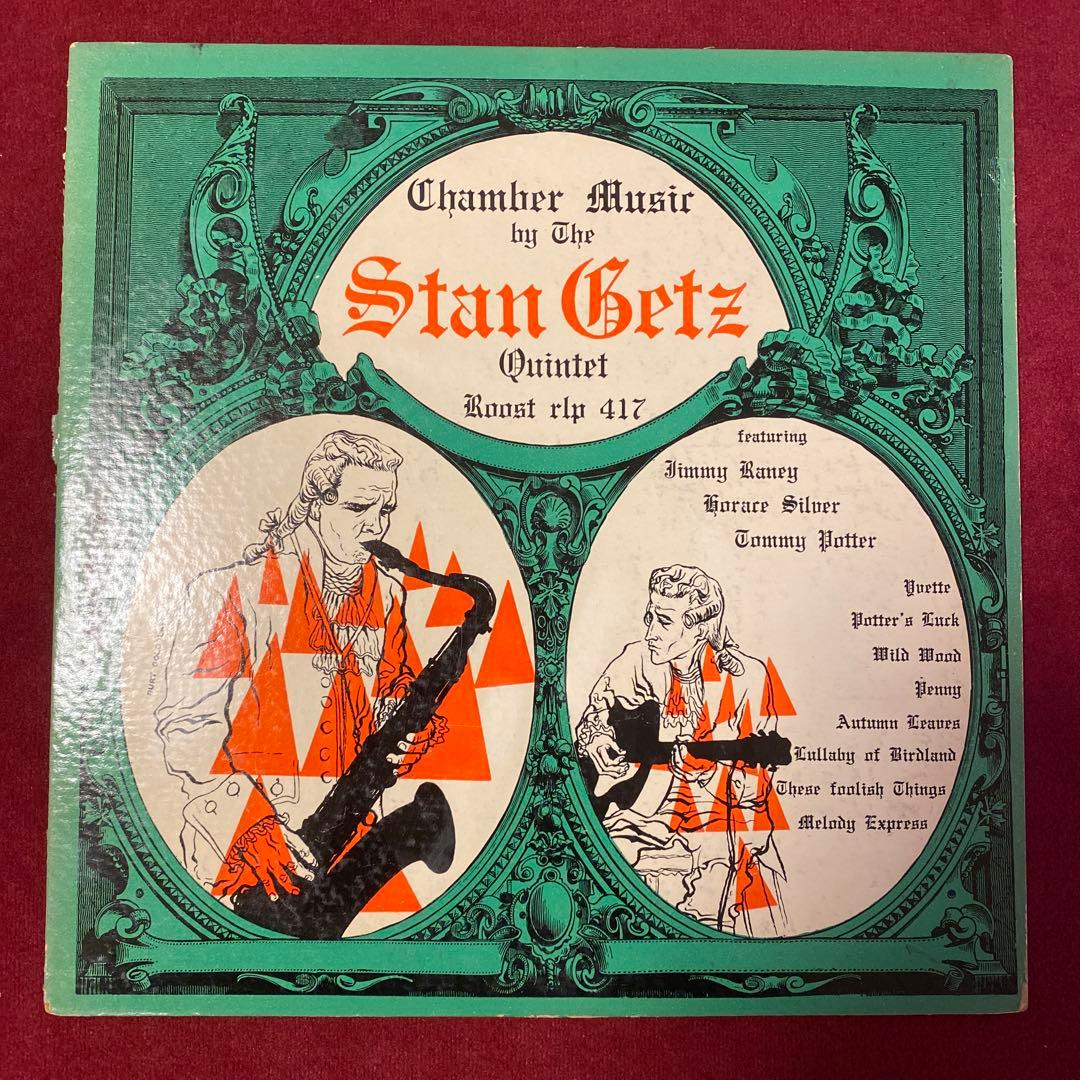 Chamber Music
by The
Stan Getz
Quintet
Roost rlp 417
featuring
Jimmy Raney
Horace Silver
Tommy Potter
Yvette
Potter's Luck
Wild Wood
Penny
Autumn Leaves
Lullaby of Birdland
These foolish Things
Melody Express